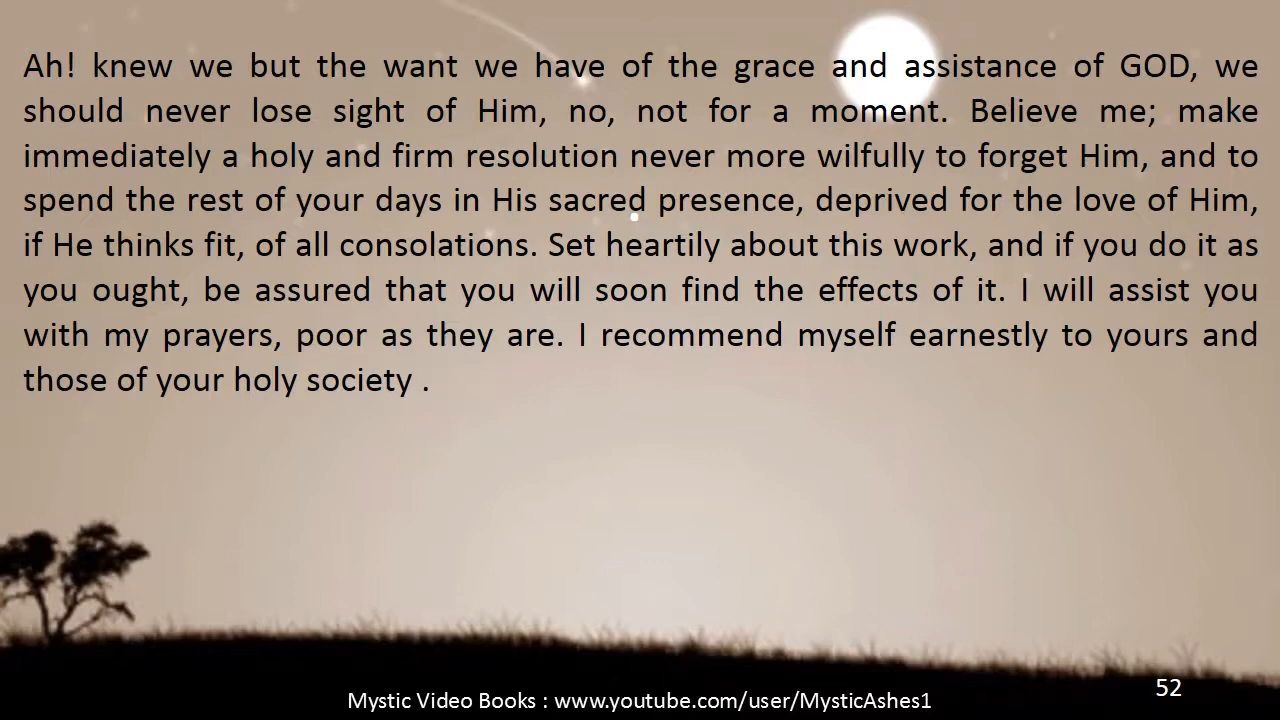 Ah! knew we but the want we have of the grace and assistance of GOD, we
should never lose sight of Him, no, not for a moment. Believe me; make
immediately a holy and firm resolution never more wilfully to forget Him, and to
spend the rest of your days in His sacred presence, deprived for the love of Him,
if He thinks fit, of all consolations. Set heartily about this work, and if you do it as
you ought, be assured that you will soon find the effects of it. I will assist you
with my prayers, poor as they are. I recommend myself earnestly to yours and
those of your holy society .
52
Mystic Video Books : www.youtube.com/user/MysticAshes1